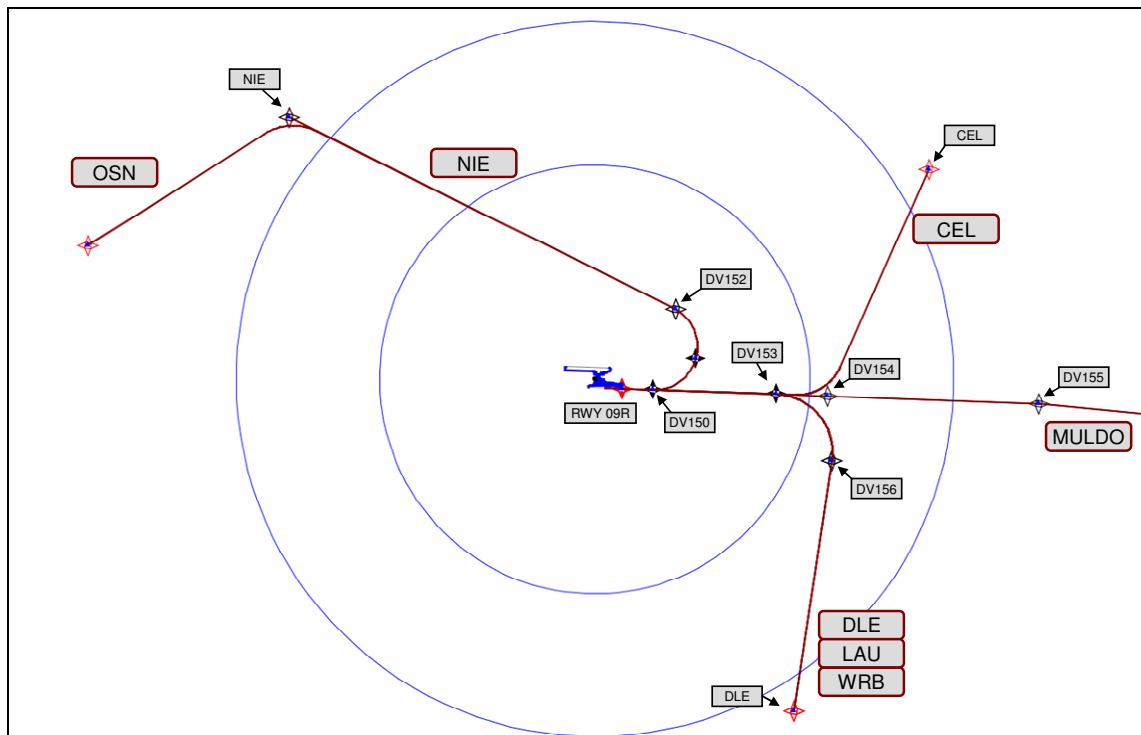 NIE
OSN
NIE
CEL
CEL
DV152
DV153
DV154
DV155
RWY 09R
DV150
MULDO
DV156
DLE
LAU
WRB
DLE